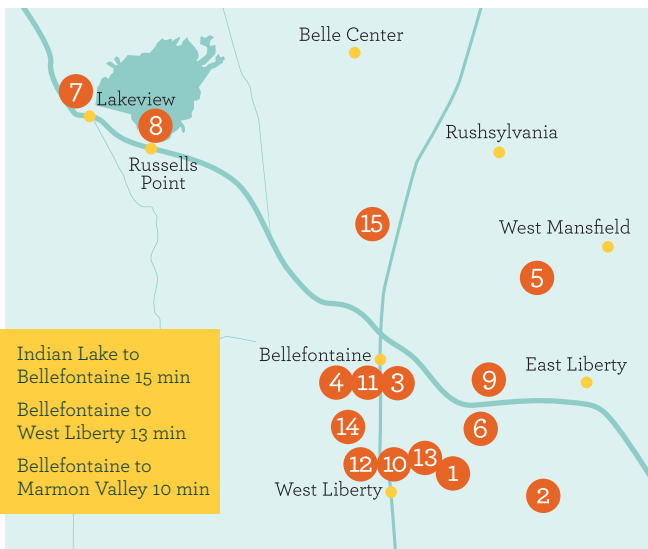 Belle Center
7
Lakeview
8
Rushsylvania
Russells
Point
15
West Mansfield
5
Indian Lake to
Bellefontaine 15 min
Bellefontaine to
West Liberty 13 min
Bellefontaine to
Marmon Valley 10 min
Bellefontaine
East Liberty
4
11
3
9
14
6
12
10
13
1
West Liberty
2